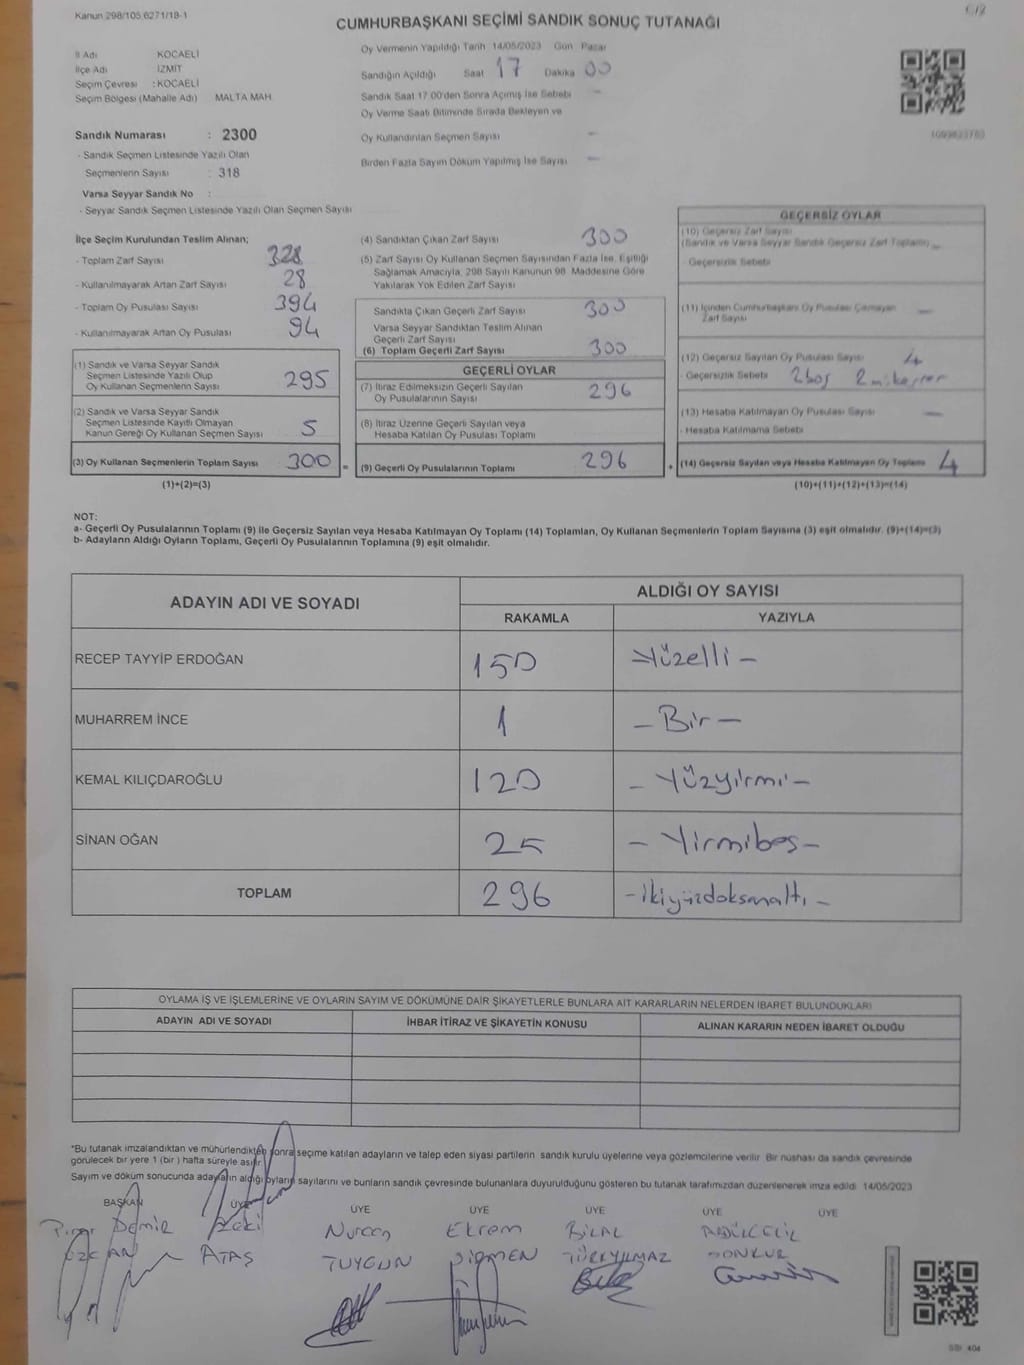 Kanun 298/105,6271/18-1
CUMHURBAŞKANI SEÇİMİ SANDIK SONUÇ TUTANAĞI
İl Adı KOCAELİ
İlçe Adı İZMİT
Seçim Çevresi : KOCAELİ
Seçim Bölgesi (Mahalle Adı) MALTA MAH.
Oy Vermenin Yapıldığı Tarih 14/05/2023 Gün Pazar
Sandığın Açıldığı Saat 17 Dakika 00
Sandık Saat 17:00'den Sonra Açımış İse Sebebi —
Oy Verme Saati Bitiminde Sırada Bekleyen ve
Oy Kullandırılan Seçmen Sayısı —
Birden Fazla Sayım Döküm Yapılmış İse Sayısı —
Sandık Numarası : 2300
- Sandık Seçmen Listesinde Yazılı Olan
Seçmenlerin Sayısı : 318
Varsa Seyyar Sandık No :
- Seyyar Sandık Seçmen Listesinde Yazılı Olan Seçmen Sayısı
İlçe Seçim Kurulundan Teslim Alınan;
- Toplam Zarf Sayısı 328
- Kullanılmayarak Artan Zarf Sayısı 28
- Toplam Oy Pusulası Sayısı 394
- Kullanılmayarak Artan Oy Pusulası 94
(1) Sandık ve Varsa Seyyar Sandık
Seçmen Listesinde Yazılı Olup
Oy Kullanan Seçmenlerin Sayısı 295
(2) Sandık ve Varsa Seyyar Sandık
Seçmen Listesinde Kayıtlı Olmayan
Kanun Gereği Oy Kullanan Seçmen Sayısı 5
(3) Oy Kullanan Seçmenlerin Toplam Sayısı 300 =
(1)+(2)=(3)
(4) Sandıktan Çıkan Zarf Sayısı 300
(5) Zarf Sayısı Oy Kullanan Seçmen Sayısından Fazla İse, Eşitliği
Sağlamak Amacıyla, 298 Sayılı Kanunun 98. Maddesine Göre
Yakılarak Yok Edilen Zarf Sayısı
Sandıkta Çıkan Geçerli Zarf Sayısı 300
Varsa Seyyar Sandıktan Teslim Alınan
Geçerli Zarf Sayısı
(6) Toplam Geçerli Zarf Sayısı 300
GEÇERLİ OYLAR
(7) İtiraz Edilmeksizin Geçerli Sayılan
Oy Pusulalarının Sayısı 296
(8) İtiraz Üzerine Geçerli Sayılan veya
Hesaba Katılan Oy Pusulası Toplamı
(9) Geçerli Oy Pusulalarının Toplamı 296 +
GEÇERSİZ OYLAR
(10) Geçersiz Zarf Sayısı
(Sandık ve Varsa Seyyar Sandık Geçersiz Zarf Toplamı) —
- Geçersizlik Sebebi
(11) İçinden Cumhurbaşkanı Oy Pusulası Çıkmayan
Zarf Sayısı —
(12) Geçersiz Sayılan Oy Pusulası Sayısı 4
- Geçersizlik Sebebi 2 boş 2 mükerrer
(13) Hesaba Katılmayan Oy Pusulası Sayısı —
- Hesaba Katılmama Sebebi
(14) Geçersiz Sayılan veya Hesaba Katılmayan Oy Toplamı 4
(10)+(11)+(12)+(13)=(14)
NOT:
a- Geçerli Oy Pusulalarının Toplamı (9) ile Geçersiz Sayılan veya Hesaba Katılmayan Oy Toplamı (14) Toplamları, Oy Kullanan Seçmenlerin Toplam Sayısına (3) eşit olmalıdır. (9)+(14)=(3)
b- Adayların Aldığı Oyların Toplamı, Geçerli Oy Pusulalarının Toplamına (9) eşit olmalıdır.
ADAYIN ADI VE SOYADI
ALDIĞI OY SAYISI
RAKAMLA YAZIYLA
RECEP TAYYİP ERDOĞAN 150 -Yüzelli-
MUHARREM İNCE 1 -Bir-
KEMAL KILIÇDAROĞLU 120 -Yüzyirmi-
SİNAN OĞAN 25 -Yirmibeş-
TOPLAM 296 -ikiyüzdoksanaltı-
OYLAMA İŞ VE İŞLEMLERİNE VE OYLARIN SAYIM VE DÖKÜMÜNE DAİR ŞİKAYETLERLE BUNLARA AİT KARARLARIN NELERDEN İBARET BULUNDUKLARI
ADAYIN ADI VE SOYADI İHBAR İTİRAZ VE ŞİKAYETİN KONUSU ALINAN KARARIN NEDEN İBARET OLDUĞU
*Bu tutanak imzalandıktan ve mühürlendikten sonra seçime katılan adayların ve talep eden siyasi partilerin sandık kurulu üyelerine veya gözlemcilerine verilir. Bir nüshası da sandık çevresinde
görülecek bir yere 1 (bir) hafta süreyle asılır.
Sayım ve döküm sonucunda adayların aldığı oyların sayılarını ve bunların sandık çevresinde bulunanlara duyurulduğunu gösteren bu tutanak tarafımızdan düzenlenerek imza edildi. 14/05/2023
BAŞKAN ÜYE ÜYE ÜYE ÜYE ÜYE ÜYE
Pınar Demir Zeki Nurcan Ekrem BİLAL ABDÜLCELİL
ÖZCAN ATAŞ TUYGUN DİĞMEN TÜRKYILMAZ SONKUR